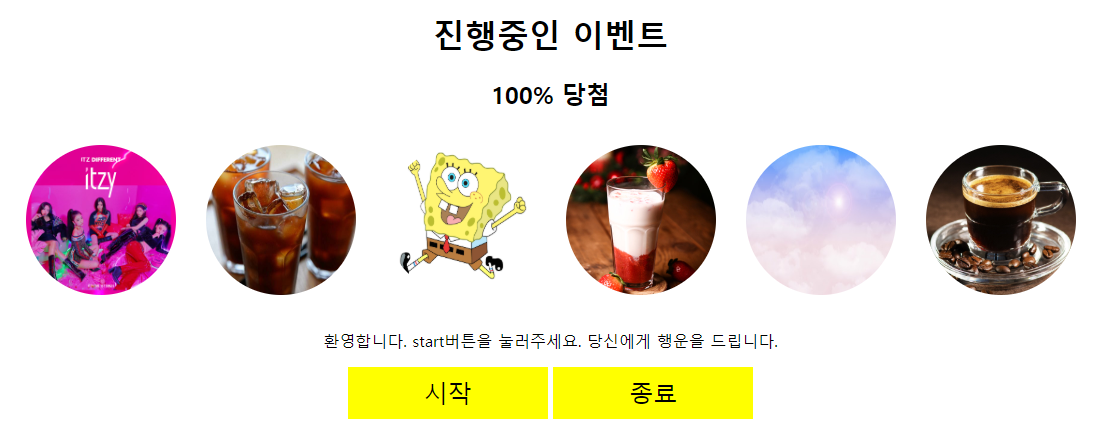 진행중인 이벤트
100% 당첨
ITZ DIFFERENT
itzy
환영합니다. start버튼을 눌러주세요. 당신에게 행운을 드립니다.
시작 종료